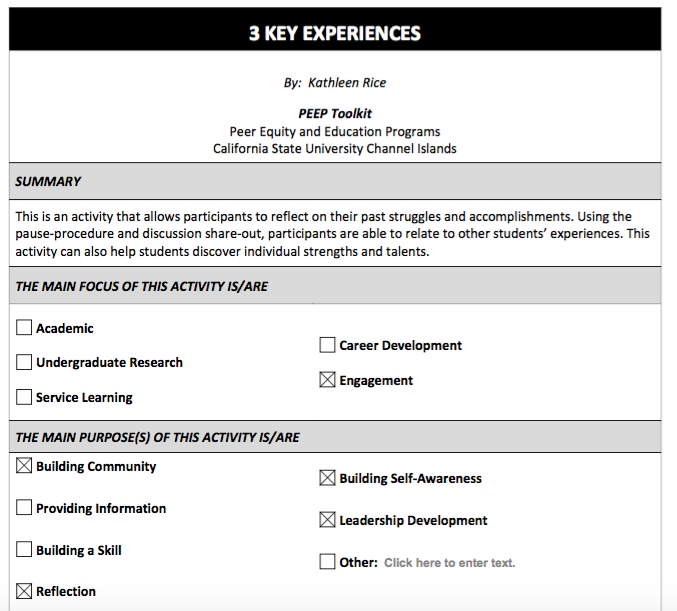 3 KEY EXPERIENCES
By: Kathleen Rice
PEEP Toolkit
Peer Equity and Education Programs
California State University Channel Islands
SUMMARY
This is an activity that allows participants to reflect on their past struggles and accomplishments. Using the
pause-procedure and discussion share-out, participants are able to relate to other students’ experiences. This
activity can also help students discover individual strengths and talents.
THE MAIN FOCUS OF THIS ACTIVITY IS/ARE
Academic
Undergraduate Research
Service Learning
Career Development
Engagement
THE MAIN PURPOSE(S) OF THIS ACTIVITY IS/ARE
Building Community
Providing Information
Building a Skill
Reflection
Building Self-Awareness
Leadership Development
Other: Click here to enter text.